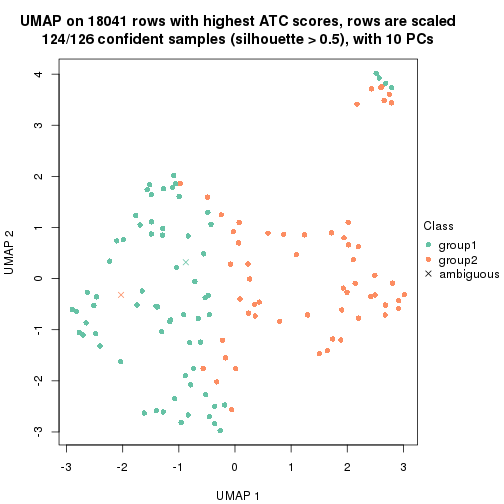 UMAP on 18041 rows with highest ATC scores, rows are scaled
124/126 confident samples (silhouette > 0.5), with 10 PCs
4
3
2
1
0
-1
-2
-3
UMAP 2
-3
-2
-1
0
1
2
3
UMAP 1
Class
group1
group2
ambiguous